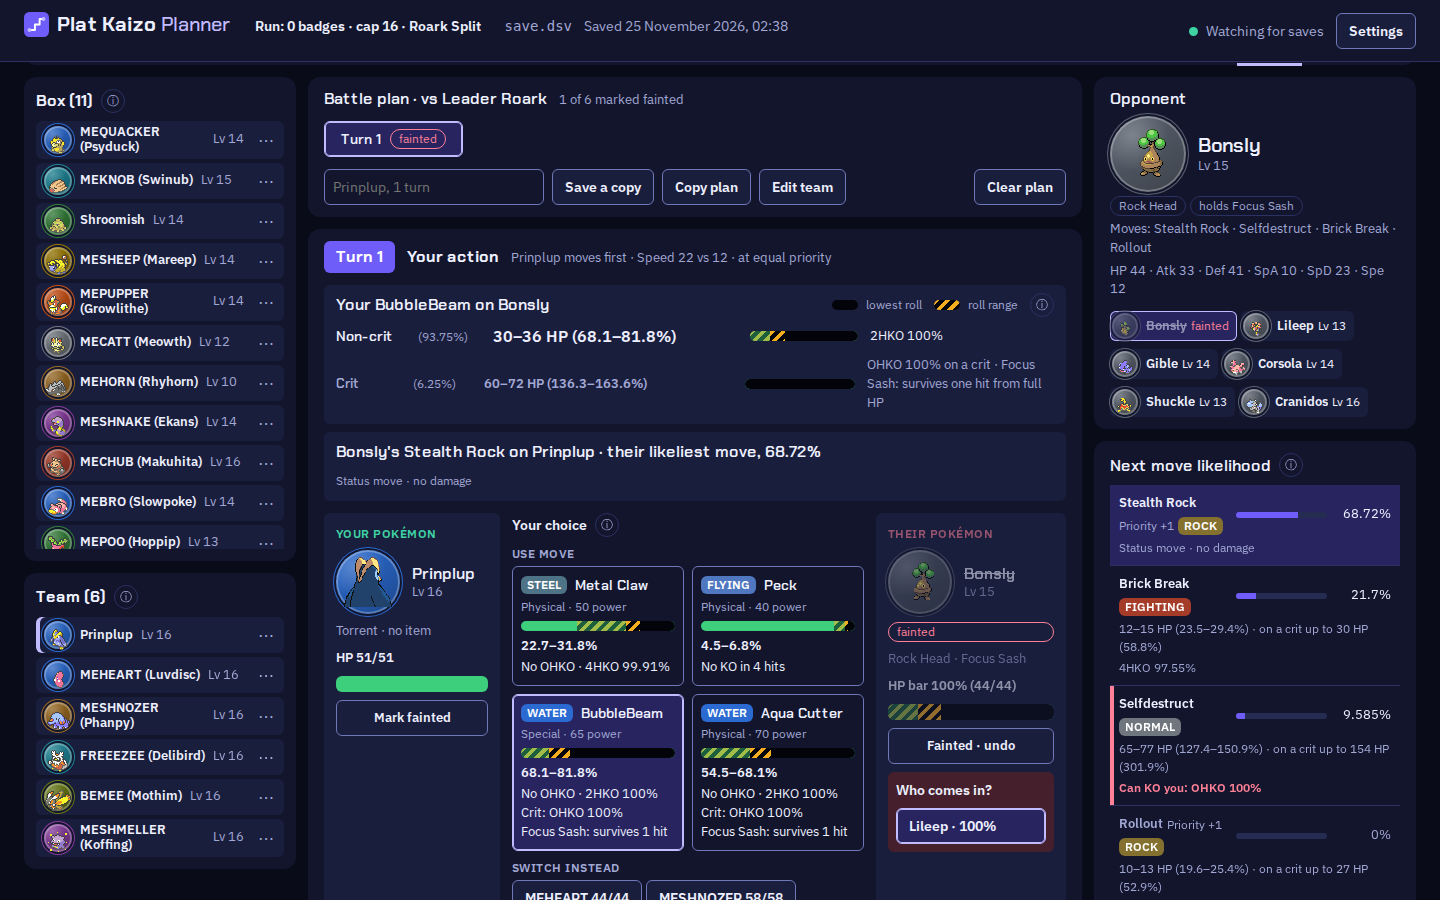 Plat Kaizo Planner
Run: 0 badges · cap 16 · Roark Split
save.dsv
Saved 25 November 2026, 02:38
Watching for saves
Settings
Box (11)
MEQUACKER (Psyduck)
Lv 14
MEKNOB (Swinub) Lv 15
Shroomish Lv 14
MESHEEP (Mareep) Lv 14
MEPUPPER (Growlithe)
Lv 14
MECATT (Meowth) Lv 12
MEHORN (Rhyhorn) Lv 10
MESHNAKE (Ekans) Lv 14
MECHUB (Makuhita) Lv 16
MEBRO (Slowpoke) Lv 14
MEPOO (Hoppip) Lv 13
Team (6)
Prinplup Lv 16
MEHEART (Luvdisc) Lv 16
MESHNOZER (Phanpy)
Lv 16
FREEEZEE (Delibird) Lv 16
BEMEE (Mothim) Lv 16
MESHMELLER (Koffing)
Lv 16
Battle plan · vs Leader Roark
1 of 6 marked fainted
Turn 1 fainted
Prinplup, 1 turn
Save a copy
Copy plan
Edit team
Clear plan
Turn 1
Your action
Prinplup moves first · Speed 22 vs 12 · at equal priority
Your BubbleBeam on Bonsly
lowest roll
roll range
Non-crit (93.75%) 30–36 HP (68.1–81.8%) 2HKO 100%
Crit (6.25%) 60–72 HP (136.3–163.6%)
OHKO 100% on a crit · Focus
Sash: survives one hit from full
HP
Bonsly's Stealth Rock on Prinplup · their likeliest move, 68.72%
Status move · no damage
YOUR POKÉMON
Prinplup
Lv 16
Torrent · no item
HP 51/51
Mark fainted
Your choice
USE MOVE
STEEL Metal Claw
Physical · 50 power
22.7–31.8%
No OHKO · 4HKO 99.91%
FLYING Peck
Physical · 40 power
4.5–6.8%
No KO in 4 hits
WATER BubbleBeam
Special · 65 power
68.1–81.8%
No OHKO · 2HKO 100%
Crit: OHKO 100%
Focus Sash: survives 1 hit
WATER Aqua Cutter
Physical · 70 power
54.5–68.1%
No OHKO · 2HKO 100%
Crit: OHKO 100%
Focus Sash: survives 1 hit
SWITCH INSTEAD
MEHEART 44/44
MESHNOZER 58/58
THEIR POKÉMON
Bonsly
Lv 15
fainted
Rock Head · Focus Sash
HP bar 100% (44/44)
Fainted · undo
Who comes in?
Lileep · 100%
Opponent
Bonsly
Lv 15
Rock Head
holds Focus Sash
Moves: Stealth Rock · Selfdestruct · Brick Break ·
Rollout
HP 44 · Atk 33 · Def 41 · SpA 10 · SpD 23 · Spe
12
Bonsly fainted
Lileep Lv 13
Gible Lv 14
Corsola Lv 14
Shuckle Lv 13
Cranidos Lv 16
Next move likelihood
Stealth Rock
Priority +1 ROCK
68.72%
Status move · no damage
Brick Break
FIGHTING
21.7%
12–15 HP (23.5–29.4%) · on a crit up to 30 HP
(58.8%)
4HKO 97.55%
Selfdestruct
NORMAL
9.585%
65–77 HP (127.4–150.9%) · on a crit up to 154 HP
(301.9%)
Can KO you: OHKO 100%
Rollout Priority +1
ROCK
0%
10–13 HP (19.6–25.4%) · on a crit up to 27 HP
(52.9%)